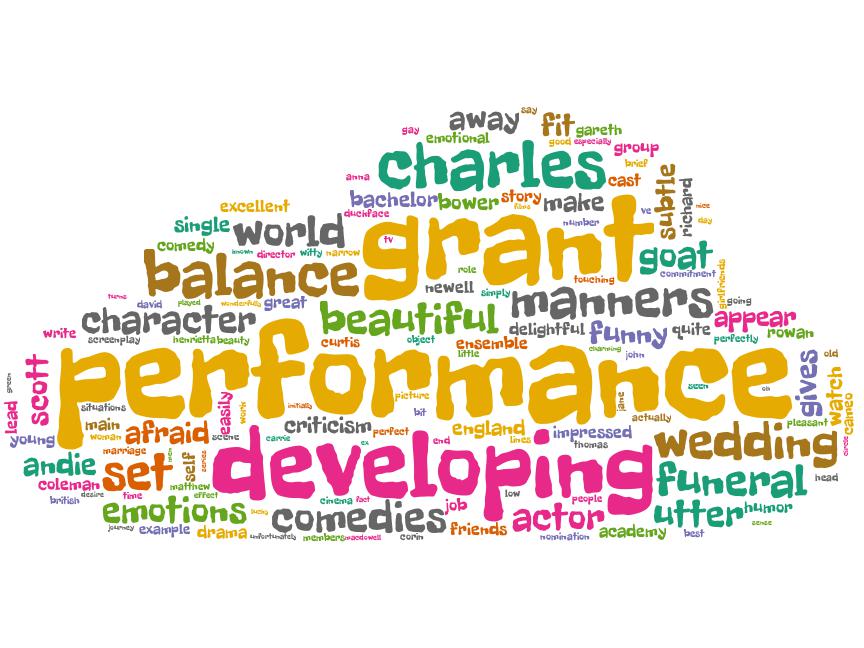 away say
fit
gay
emotional
gareth
good especially
group
charles
brief
anna
cast
subtle
richard
bachelor
bower
story
films
make
excellent
duckface
number
ve
nice
day
single
world
grant
tv
comedy
known director witty narrow
role
goat
balance
touching
commitment
newell
simply
manners
girlfriends
turns
david played wonderfully great
going
character
beautiful
appear
write
screenplay
henrietta beauty
delightful funny quite
rowan
perfectly
curtis
object
ensemble
little
charming
john
performance
scott
green
lead
gives
old
watch
cameo
circle
seen
oh
jane
picture
situations
easily
work
initially
bit
actually
pleasant
main
criticism
young
woman afraid
scene
carrie
perfect
end
england
lines
impressed
thomas
wedding
marriage
ex
andie
set
men
self
series
developing
funeral
head
coleman
matthew
british desire time
effect
cinema fact
job
low
people
utter
humor
emotions
sucks
comedies
actor
sense
journey example drama unfortunately members macdowell corin
friends
nomination
academy
best